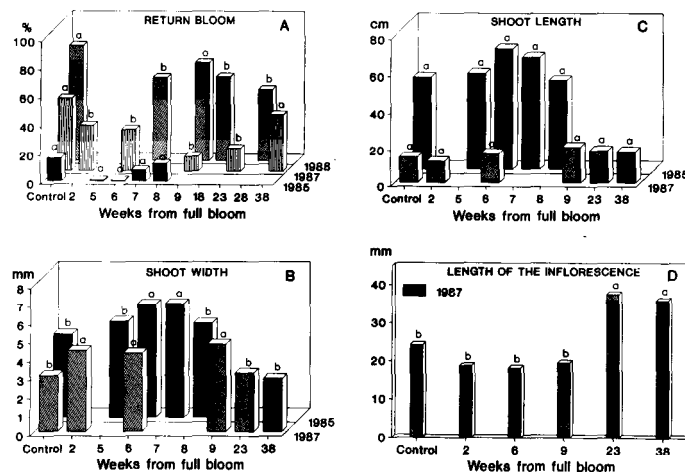 RETURN BLOOM A
%
100
80
60
40
20
0
a
a
a
b
b
a
a
a
b
b
a
b
b
b
b
a
1988
1987
1985
Control 2 5 6 7 8 9 18 23 28 38
Weeks from full bloom
SHOOT LENGTH C
cm
80
60
40
20
0
a
a
a
a
a
a
a
a
a
a
a
a
1985
1987
Control 2 5 6 7 8 9 23 38
Weeks from full bloom
SHOOT WIDTH B
mm
8
7
6
5
4
3
2
1
0
b
b
a
b
a
a
a
b
a
b
b
1985
1987
Control 2 5 6 7 8 9 23 38
Weeks from full bloom
LENGTH OF THE INFLORESCENCE D
mm
40
30
20
10
0
1987
b
b
b
b
a
a
Control 2 6 9 23 38
Weeks from full bloom